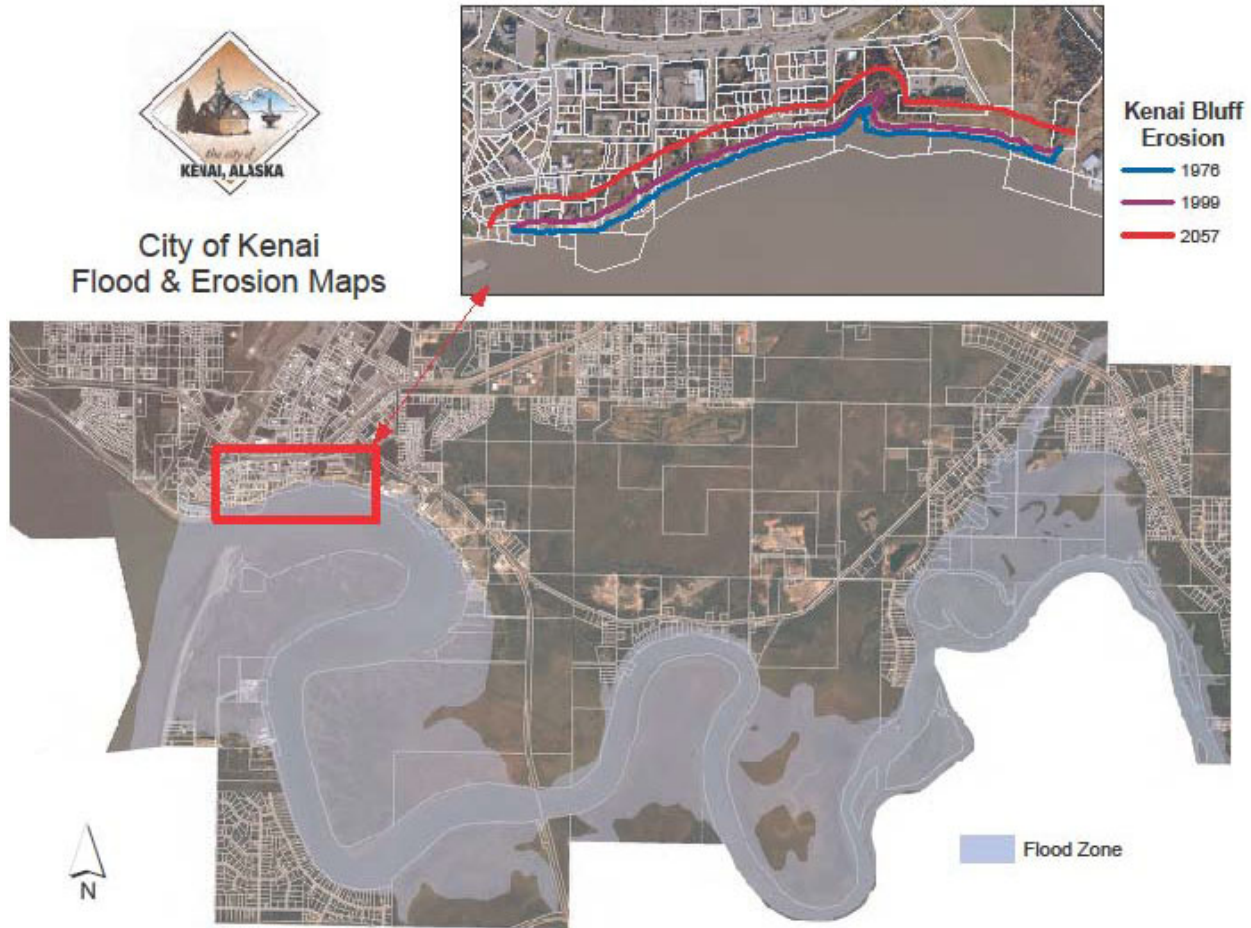 the city of
KENAI, ALASKA
City of Kenai
Flood & Erosion Maps
Kenai Bluff
Erosion
1976
1999
2057
N
Flood Zone